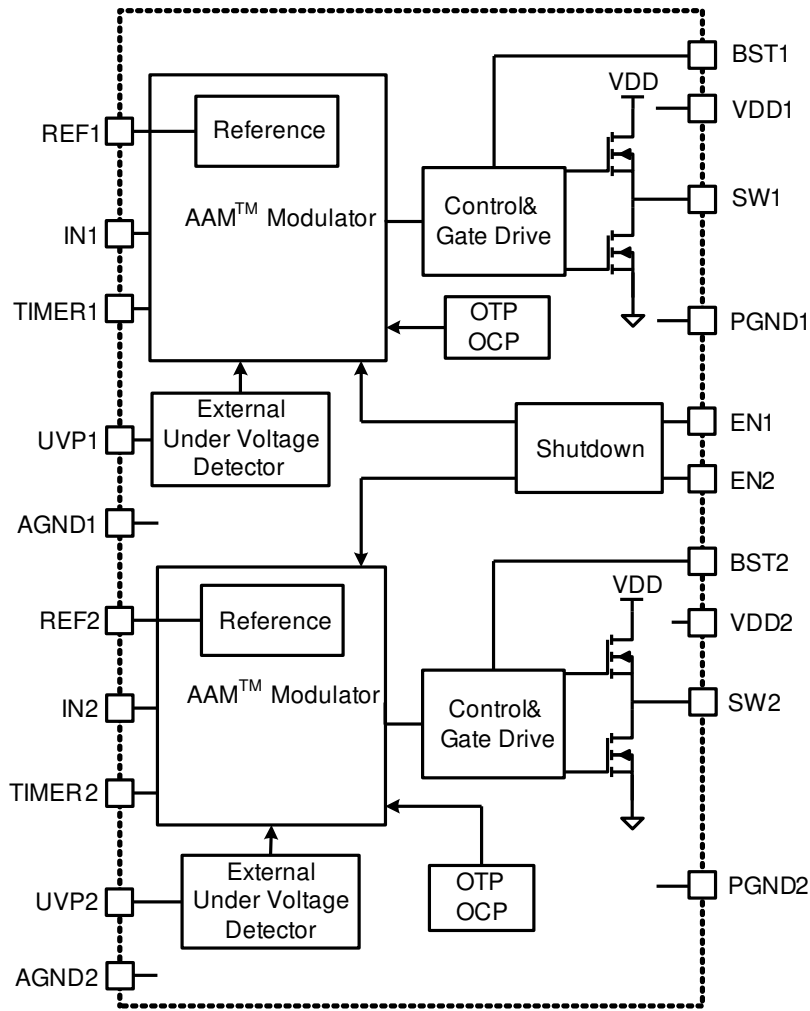 BST1
VDD
VDD1
REF1
Reference
AAM™ Modulator
Control&
Gate Drive
SW1
IN1
TIMER1
OTP
OCP
PGND1
External
Under Voltage
Detector
UVP1
Shutdown
EN1
EN2
AGND1
BST2
VDD
VDD2
REF2
Reference
AAM™ Modulator
Control&
Gate Drive
SW2
IN2
TIMER2
External
Under Voltage
Detector
OTP
OCP
PGND2
UVP2
AGND2